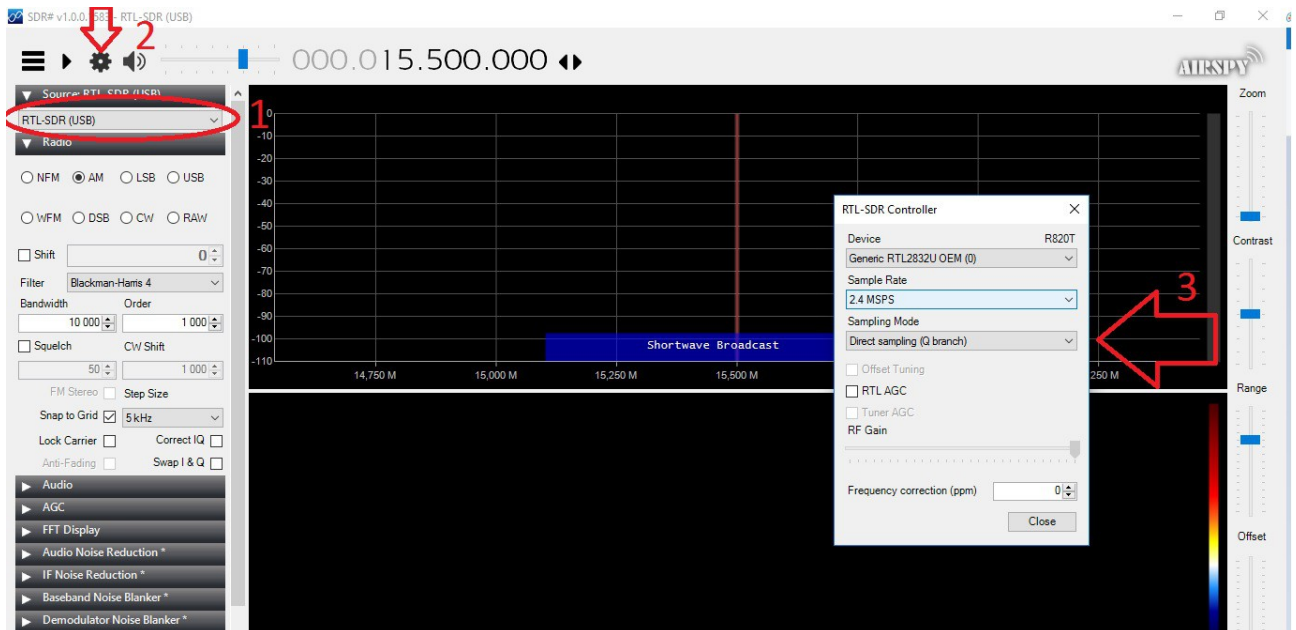 SDR# v1.0.0.1583 - RTL-SDR (USB)
2
000.015.500.000
AIRSPY
Source: RTL-SDR (USB)
RTL-SDR (USB)
1
Radio
NFM AM LSB USB
WFM DSB CW RAW
Shift 0
Filter Blackman-Harris 4
Bandwidth Order
10 000 1 000
Squelch CW Shift
50 1 000
FM Stereo Step Size
Snap to Grid 5 kHz
Lock Carrier Correct IQ
Anti-Fading Swap I & Q
Audio
AGC
FFT Display
Audio Noise Reduction *
IF Noise Reduction *
Baseband Noise Blanker *
Demodulator Noise Blanker *
0
-10
-20
-30
-40
-50
-60
-70
-80
-90
-100
-110
Shortwave Broadcast
14,750 M 15,000 M 15,250 M 15,500 M 250 M
RTL-SDR Controller
Device R820T
Generic RTL2832U OEM (0)
Sample Rate
2.4 MSPS
Sampling Mode
Direct sampling (Q branch)
Offset Tuning
RTL AGC
Tuner AGC
RF Gain
Frequency correction (ppm) 0
Close
3
Zoom
Contrast
Range
Offset